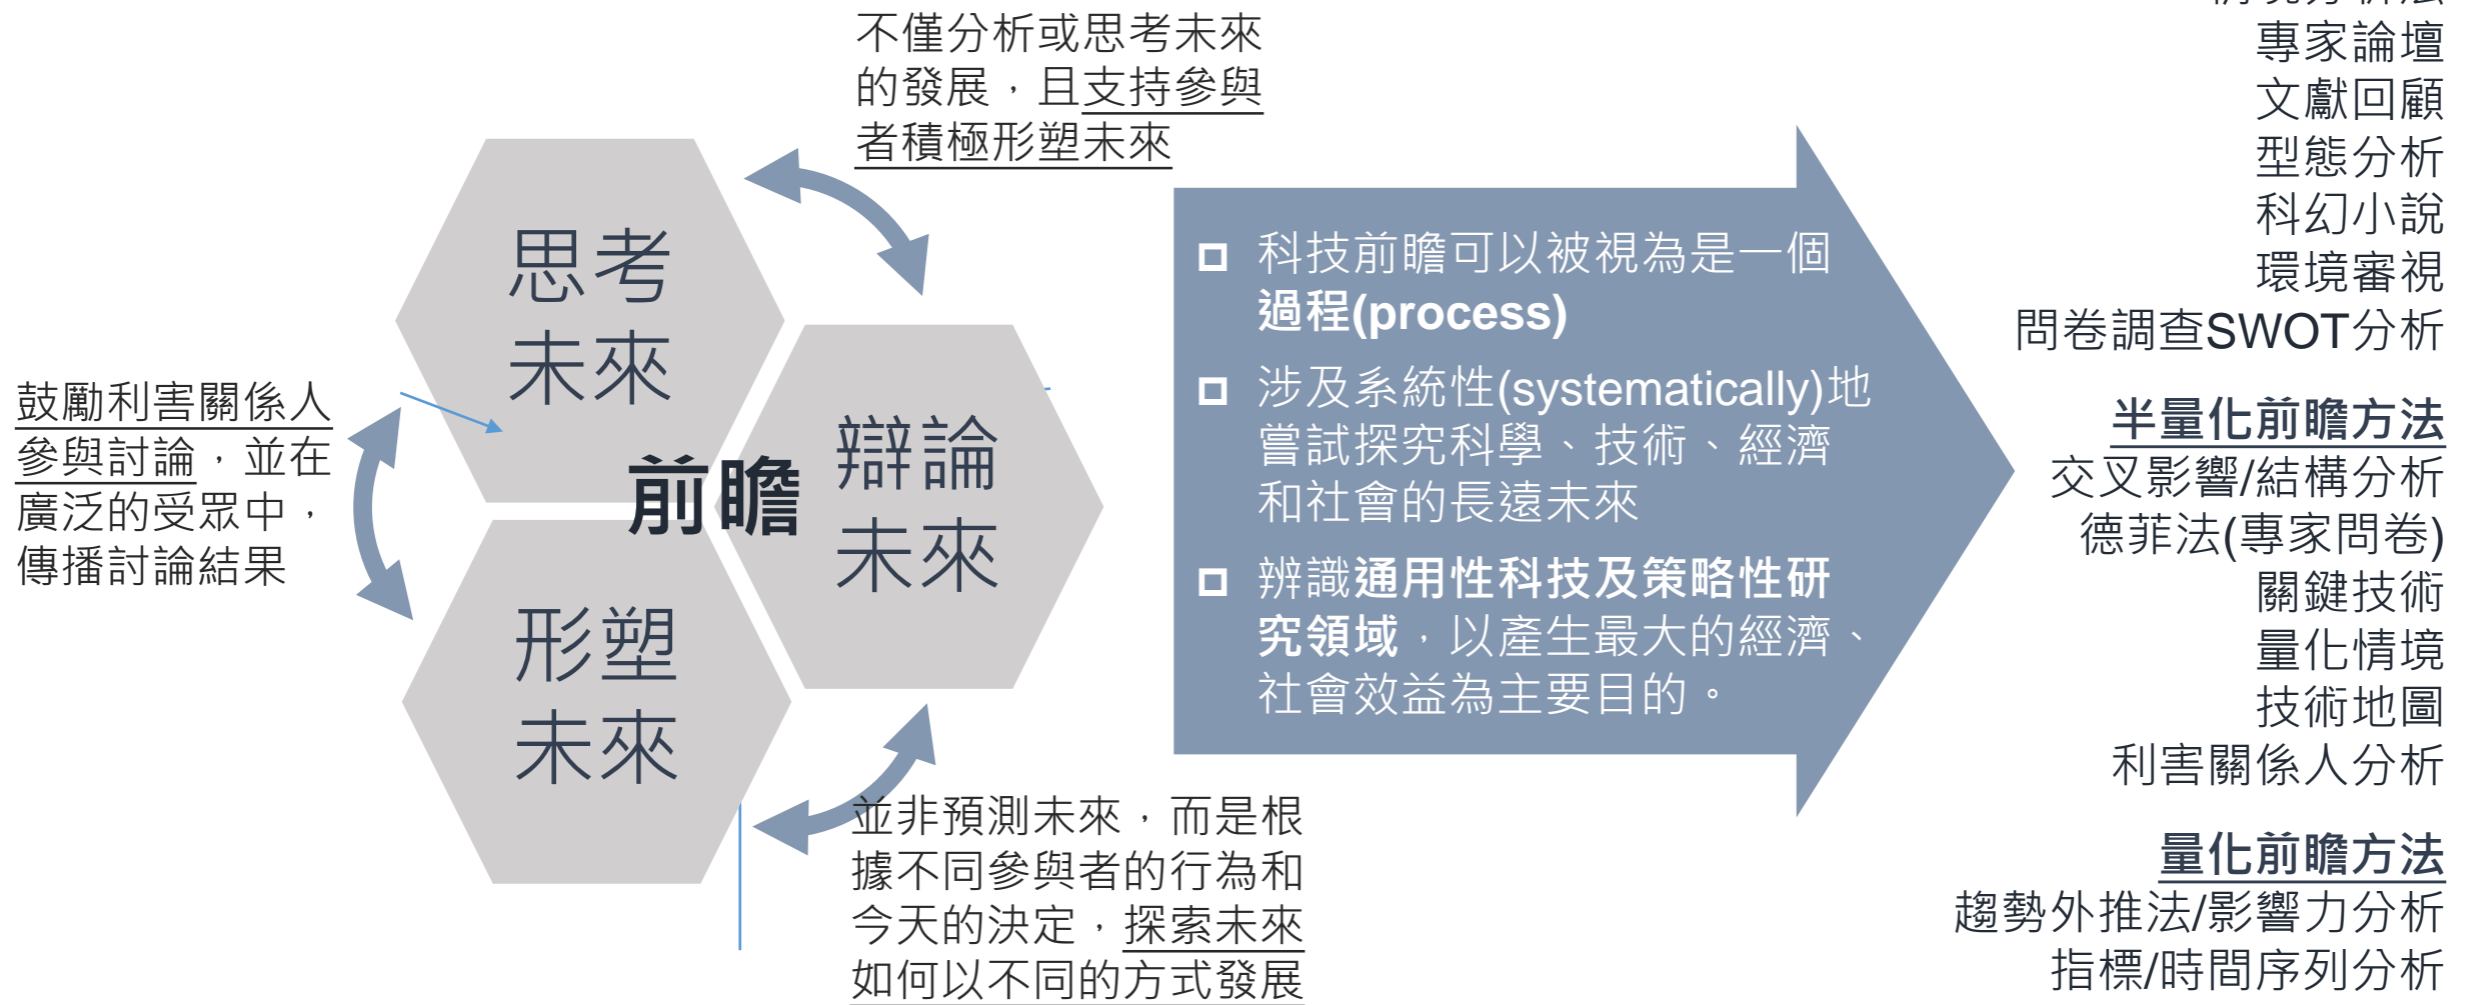 不僅分析或思考未來
的發展，且支持參與
者積極形塑未來
思考
未來
鼓勵利害關係人
參與討論，並在
廣泛的受眾中，
傳播討論結果
前瞻
辯論
未來
形塑
未來
並非預測未來，而是根
據不同參與者的行為和
今天的決定，探索未來
如何以不同的方式發展
科技前瞻可以被視為是一個
過程(process)
涉及系統性(systematically)地
嘗試探究科學、技術、經濟
和社會的長遠未來
辨識通用性科技及策略性研
究領域，以產生最大的經濟、
社會效益為主要目的。
專家論壇
文獻回顧
型態分析
科幻小說
環境審視
問卷調查SWOT分析
半量化前瞻方法
交叉影響/結構分析
德菲法(專家問卷)
關鍵技術
量化情境
技術地圖
利害關係人分析
量化前瞻方法
趨勢外推法/影響力分析
指標/時間序列分析